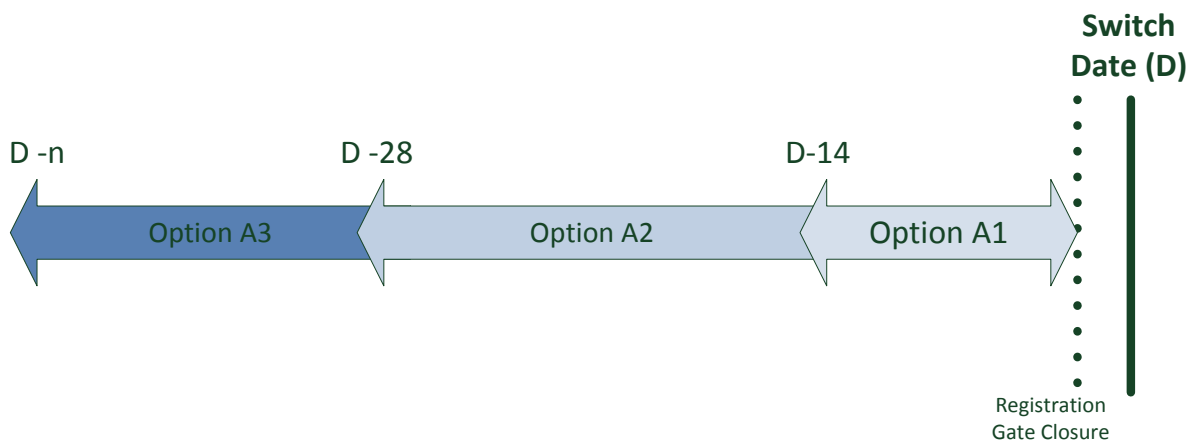 Switch
Date (D)
D -n
D -28
D-14
Option A3
Option A2
Option A1
Registration
Gate Closure